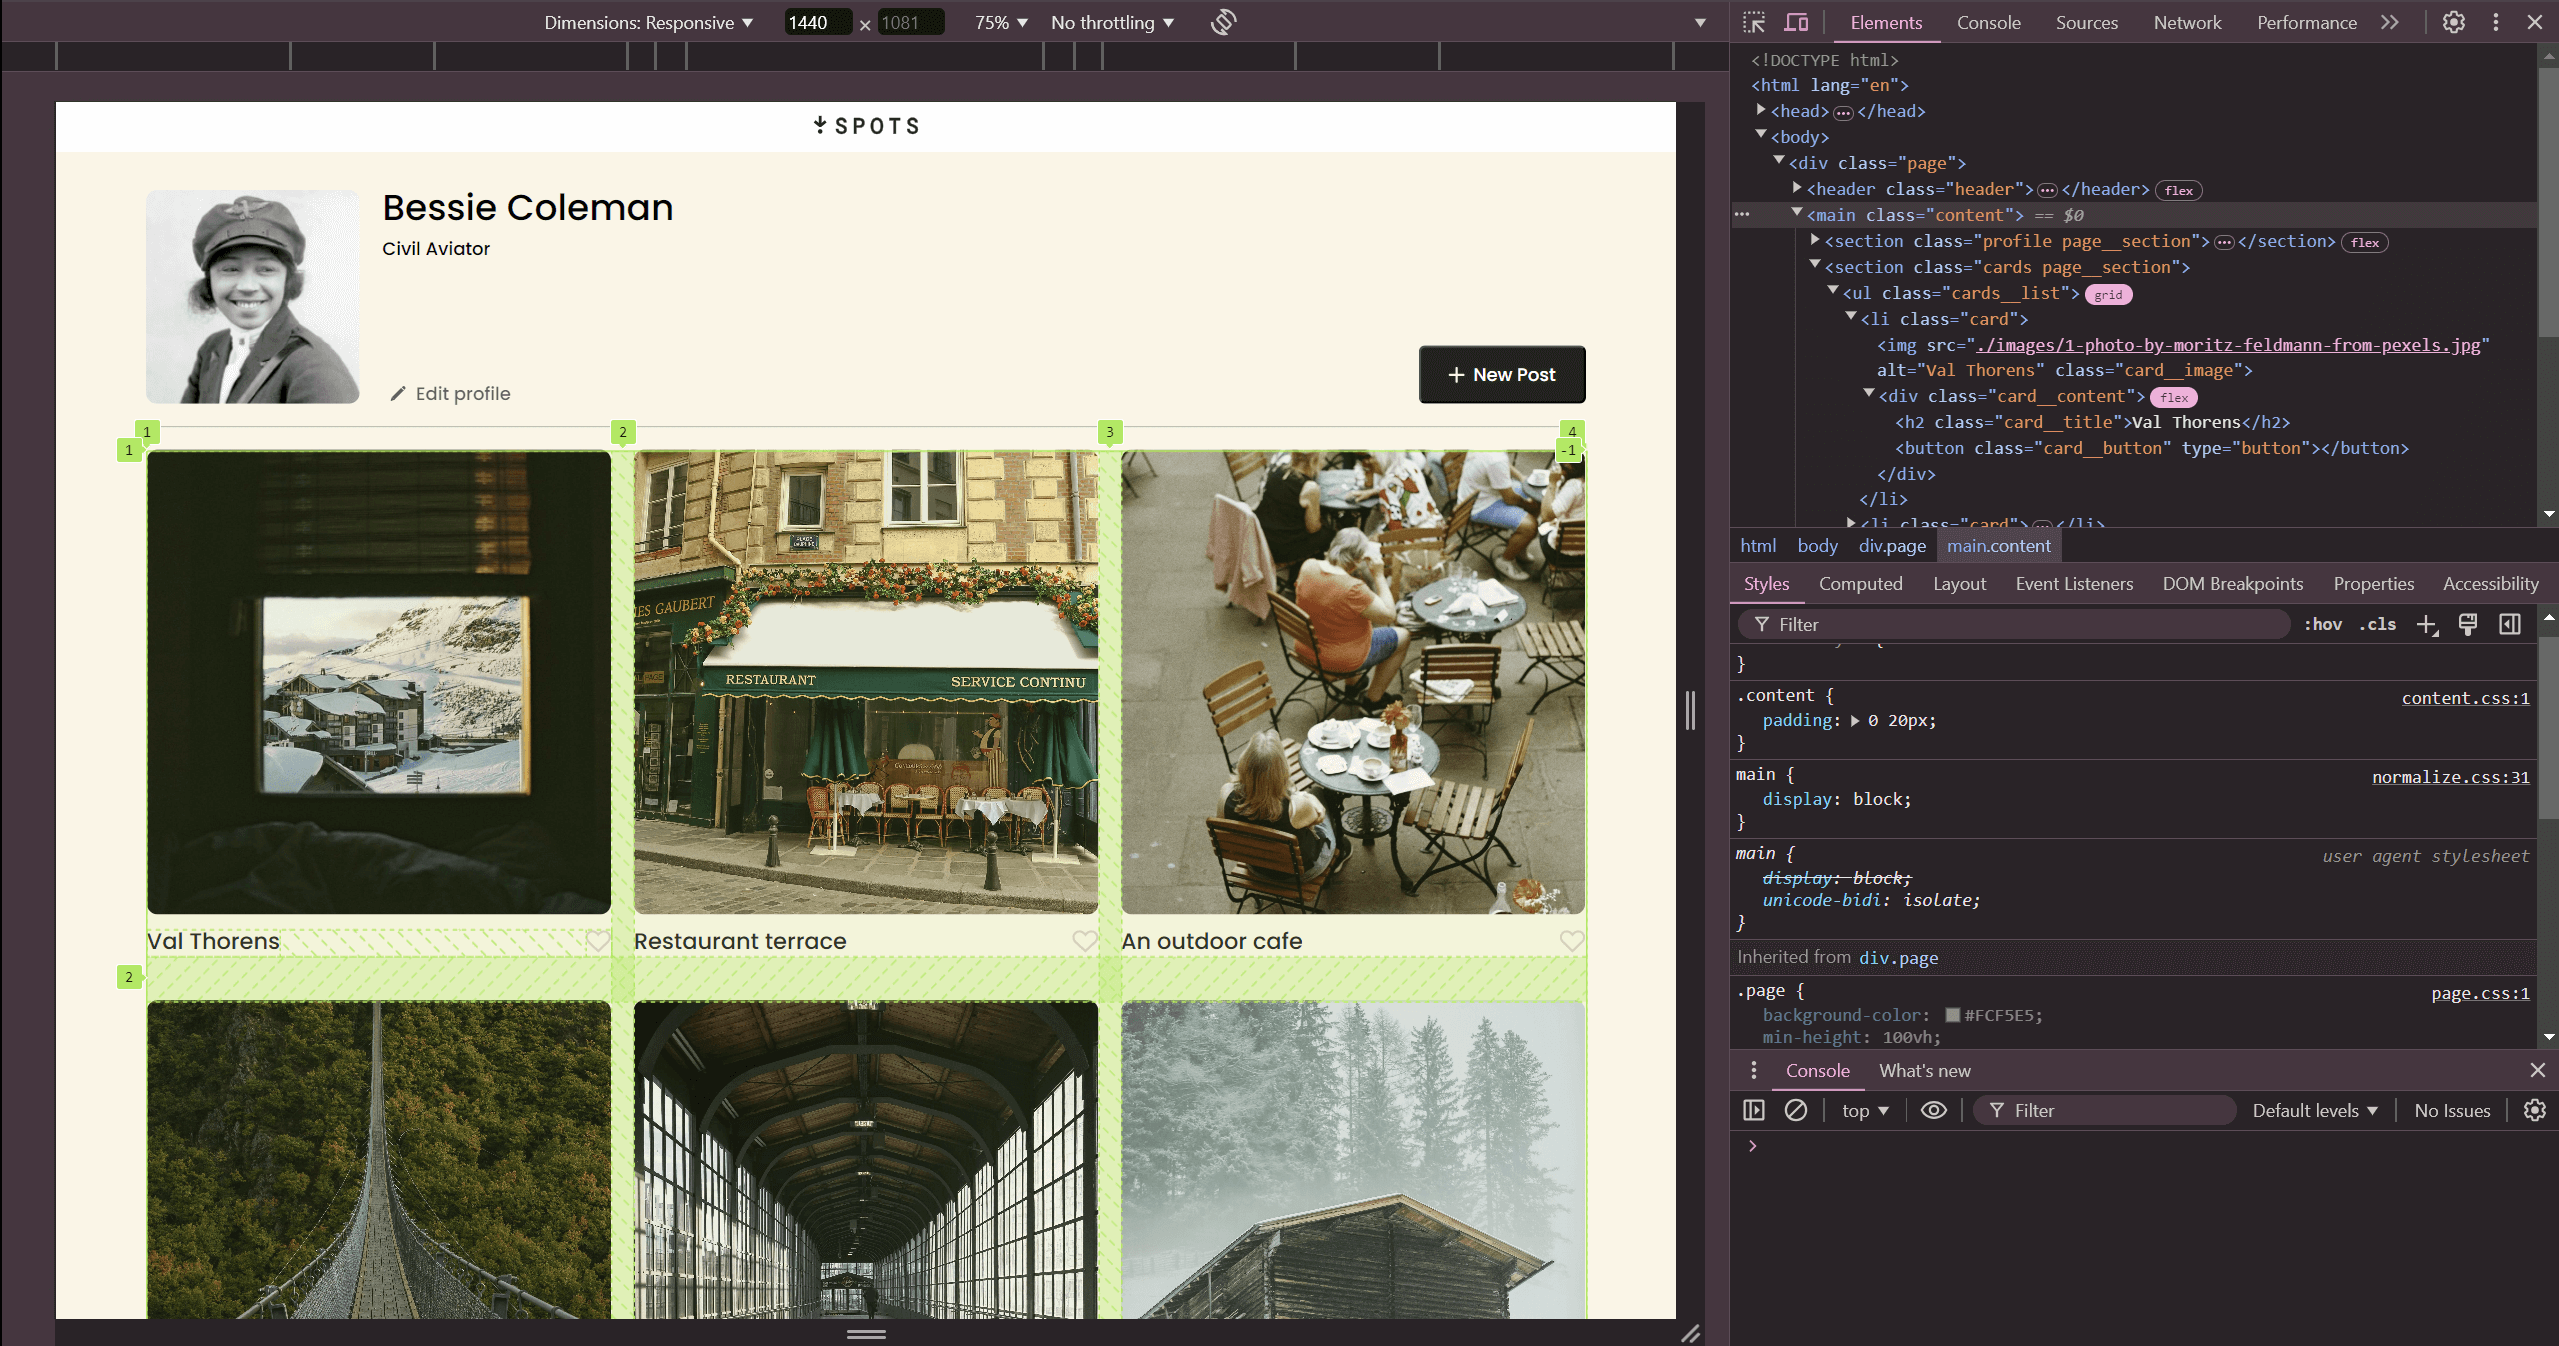 Dimensions: Responsive ▼ 1440 × 1081 75% ▼ No throttling ▼
SPOTS
Bessie Coleman
Civil Aviator
Edit profile
+ New Post
1 2 3 4
1 -1
PLACE DAUPHINE
ES GAUBERT
RESTAURANT SERVICE CONTINU
Val Thorens
Restaurant terrace
An outdoor cafe
2
Elements Console Sources Network Performance
<!DOCTYPE html>
<html lang="en">
<head>…</head>
<body>
<div class="page">
<header class="header">…</header> flex
… <main class="content"> == $0
<section class="profile page__section">…</section> flex
<section class="cards page__section">
<ul class="cards__list"> grid
<li class="card">
<img src="./images/1-photo-by-moritz-feldmann-from-pexels.jpg"
alt="Val Thorens" class="card__image">
<div class="card__content"> flex
<h2 class="card__title">Val Thorens</h2>
<button class="card__button" type="button"></button>
</div>
</li>
<li class="card">…</li>
html body div.page main.content
Styles Computed Layout Event Listeners DOM Breakpoints Properties Accessibility
Filter :hov .cls
}
.content { content.css:1
padding: 0 20px;
}
main { normalize.css:31
display: block;
}
main { user agent stylesheet
display: block;
unicode-bidi: isolate;
}
Inherited from div.page
.page { page.css:1
background-color: #FCF5E5;
min-height: 100vh;
Console What's new
top ▼ Filter Default levels ▼ No Issues
>